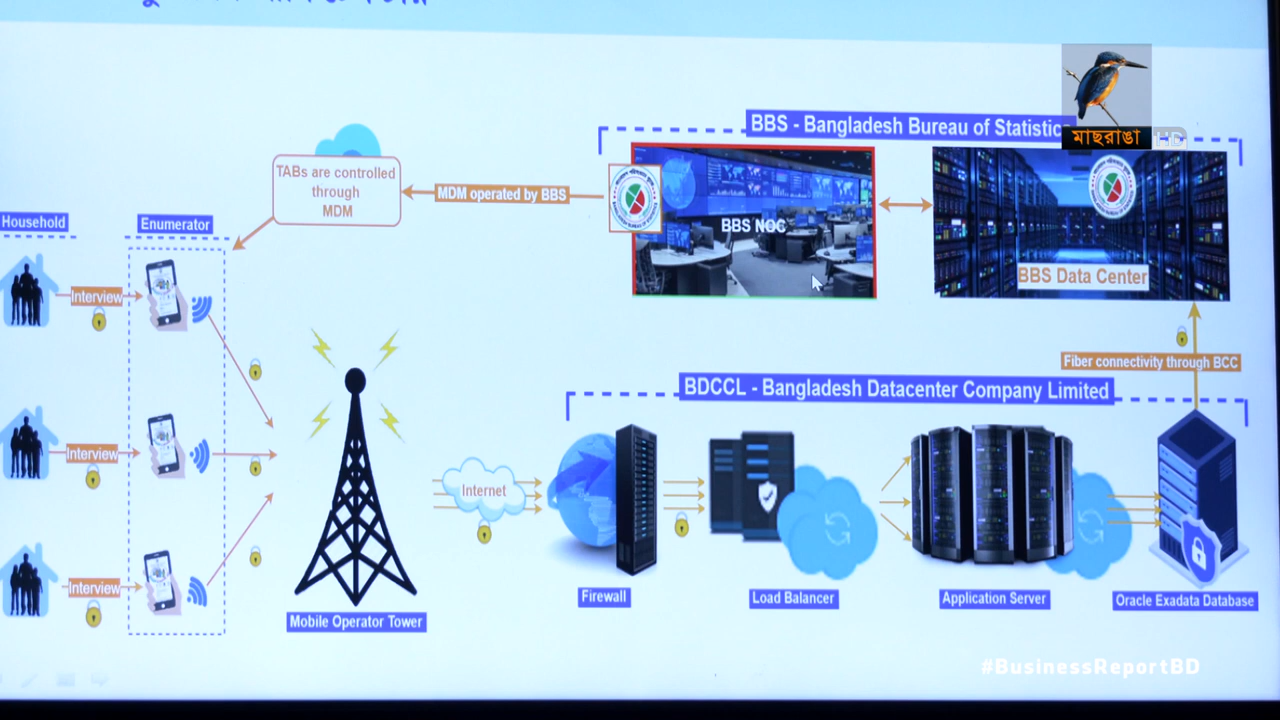 BBS - Bangladesh Bureau of Statistics
মাছরাঙা HD
TABs are controlled
through
MDM
MDM operated by BBS
BBS NOC
BBS Data Center
Household
Enumerator
Interview
Interview
Interview
Fiber connectivity through BCC
BDCCL - Bangladesh Datacenter Company Limited
Internet
Firewall
Load Balancer
Application Server
Oracle Exadata Database
Mobile Operator Tower
#BusinessReportBD